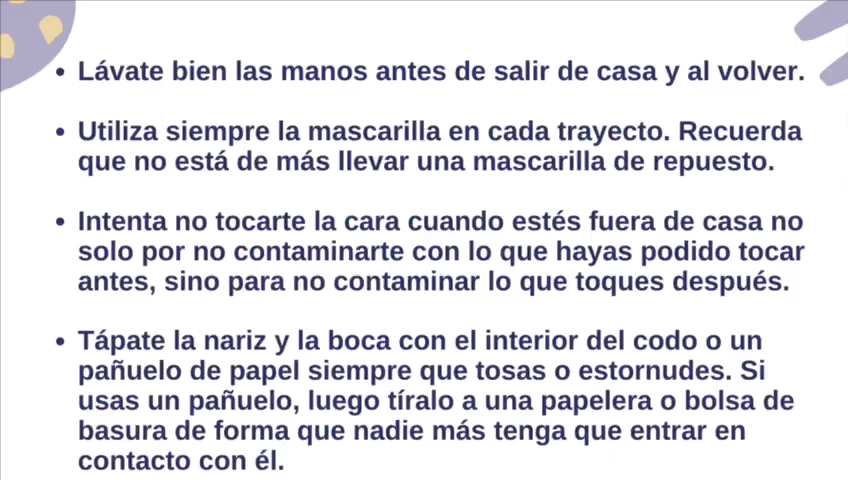 • Lávate bien las manos antes de salir de casa y al volver.
• Utiliza siempre la mascarilla en cada trayecto. Recuerda
que no está de más llevar una mascarilla de repuesto.
• Intenta no tocarte la cara cuando estés fuera de casa no
solo por no contaminarte con lo que hayas podido tocar
antes, sino para no contaminar lo que toques después.
• Tápate la nariz y la boca con el interior del codo o un
pañuelo de papel siempre que tosas o estornudes. Si
usas un pañuelo, luego tíralo a una papelera o bolsa de
basura de forma que nadie más tenga que entrar en
contacto con él.